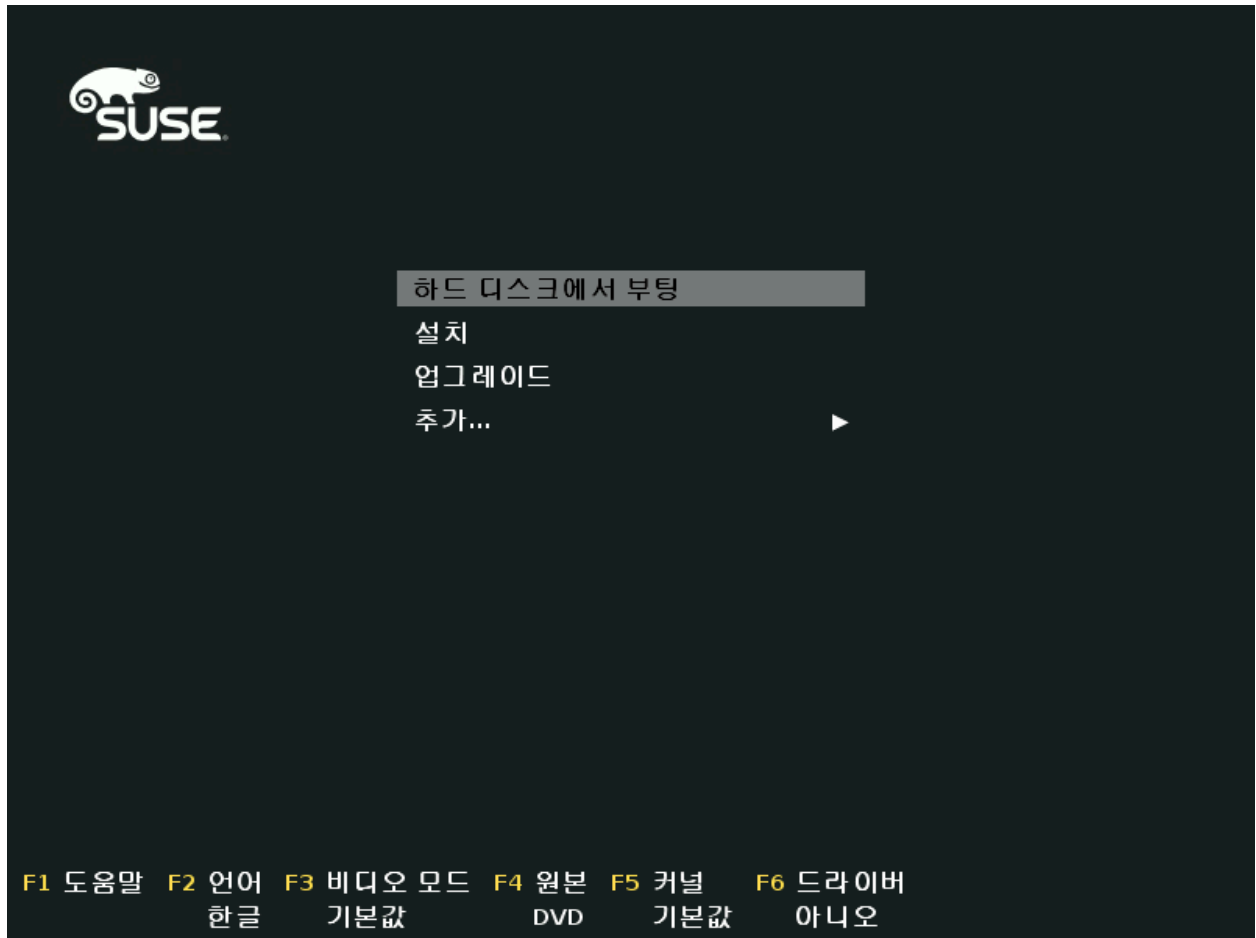 SUSE.
하드 디스크에서 부팅
설치
업그레이드
추가...
F1 도움말 F2 언어 F3 비디오 모드 F4 원본 F5 커널 F6 드라이버
한글 기본값 DVD 기본값 아니오